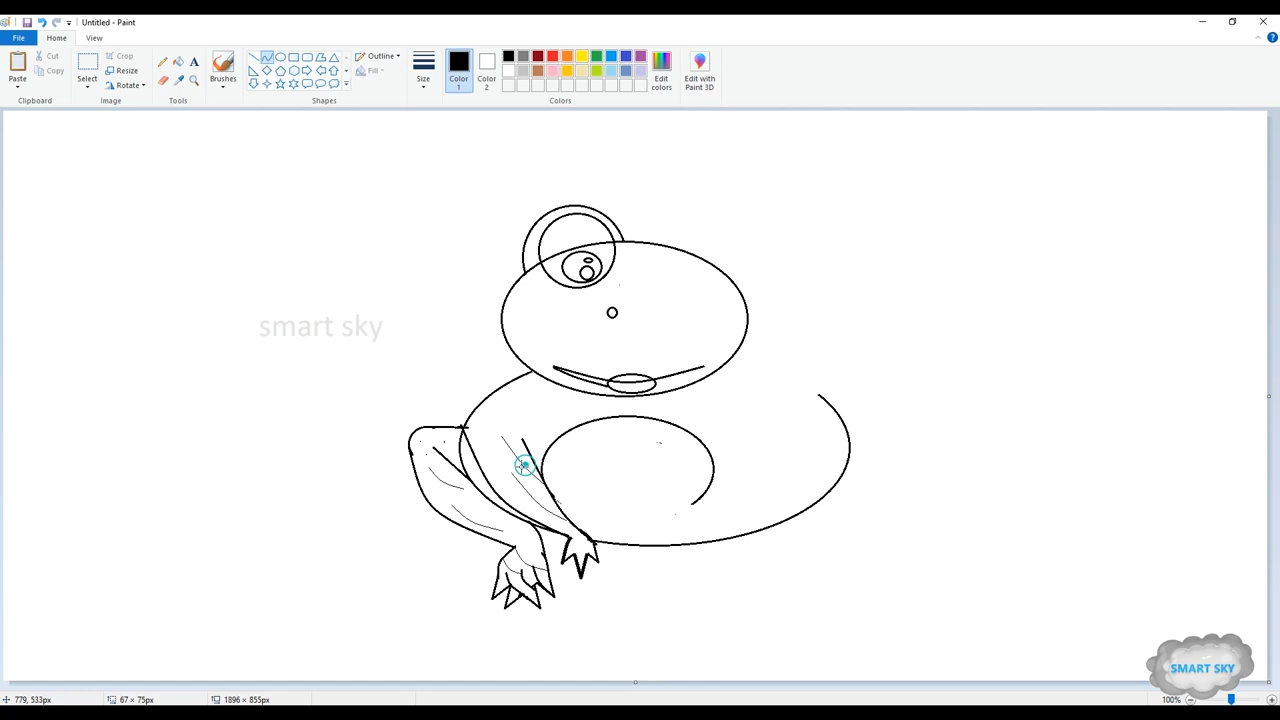 Untitled - Paint
File Home View
Paste
Cut
Copy
Clipboard
Select
Crop
Resize
Rotate
Image
Tools
Brushes
Shapes
Outline
Fill
Size
Color 1
Color 2
Edit colors
Colors
Edit with Paint 3D
smart sky
SMART SKY
779, 533px
67 × 75px
1896 × 855px
100%